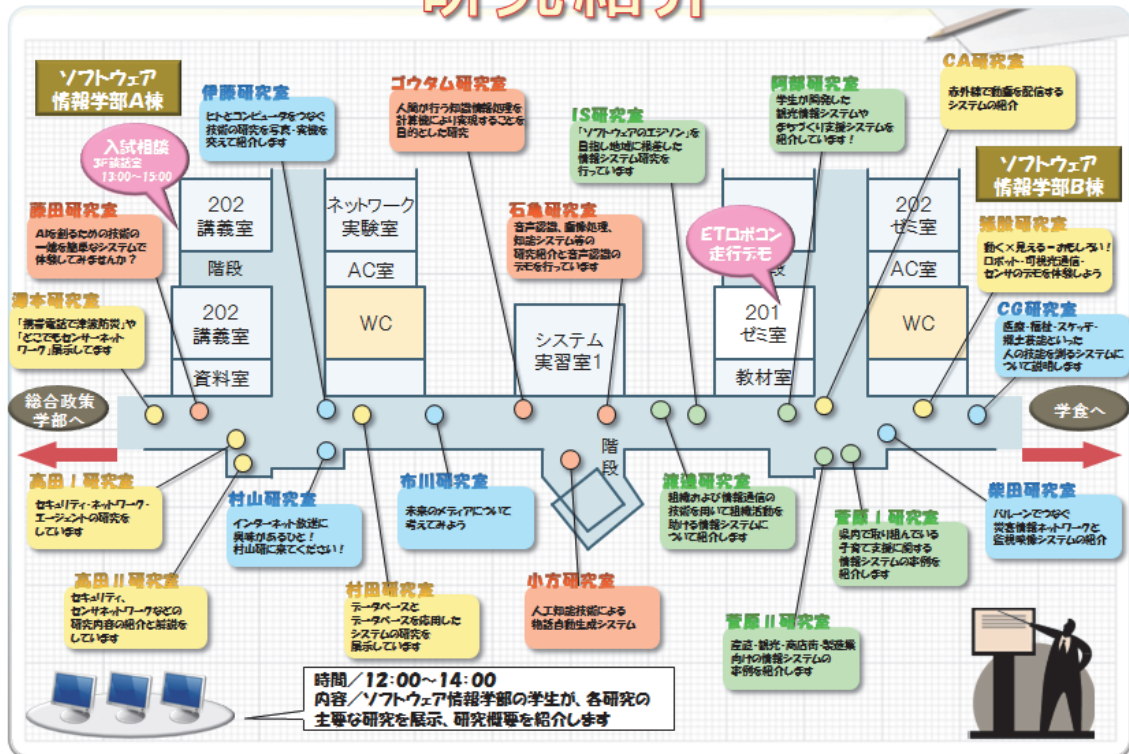 研究紹介
ソフトウェア
情報学部A棟
伊藤研究室
ヒトとコンピュータをつなぐ
技術の研究を写真・実機を
交えて紹介します
ゴウタム研究室
人間が行う知識情報処理を
計算機により実現することを
目的とした研究
IS研究室
「ソフトウェアのエジソン」を
目指し地域に根差した
情報システム研究を
行っています
阿部研究室
学生が開発した
観光情報システムや
まちづくり支援システムを
紹介しています!
CA研究室
赤外線で動画を配信する
システムの紹介
ソフトウェア
情報学部B棟
入試相談
3F談話室
13:00~15:00
藤田研究室
AIを創るための技術の
一端を簡単なシステムで
体験してみませんか?
石亀研究室
音声認識、画像処理、
知能システム等の
研究紹介と音声認識の
デモを行っています
ETロボコン
走行デモ
動く×見える=おもしろい!
ロボット・可視光通信・
センサのデモを体験しよう
研究室
「携帯電話で津波防災」や
「どこでもセンサーネット
ワーク」展示してます
CG研究室
医療・福祉・スケッチ・
郷土芸能といった
人の技能を測るシステムに
ついて説明します
202
講義室
階段
202
講義室
資料室
ネットワーク
実験室
AC室
WC
システム
実習室1
段
201
ゼミ室
教材室
202
ゼミ室
AC室
WC
総合政策
学部へ
学食へ
階
段
高田Ⅰ研究室
セキュリティ・ネットワーク・
エージェントの研究を
しています
村山研究室
インターネット放送に
興味があるひと!
村山研に来てください!
市川研究室
未来のメディアについて
考えてみよう
渡邊研究室
組織および情報通信の
技術を用いて組織活動を
助ける情報システムに
ついて紹介します
菅原Ⅰ研究室
県内で取り組んでいる
子育て支援に関する
情報システムの事例を
紹介します
柴田研究室
バルーンでつなぐ
災害情報ネットワークと
監視映像システムの紹介
高田Ⅱ研究室
セキュリティ、
センサネットワークなどの
研究内容の紹介と解説を
しています
村田研究室
データベースと
データベースを応用した
システムの研究を
展示しています
小方研究室
人工知能技術による
物語自動生成システム
菅原Ⅱ研究室
産直・観光・商店街・製造業
向けの情報システムの
事例を紹介します
時間/12:00~14:00
内容/ソフトウェア情報学部の学生が、各研究の
主要な研究を展示、研究概要を紹介します